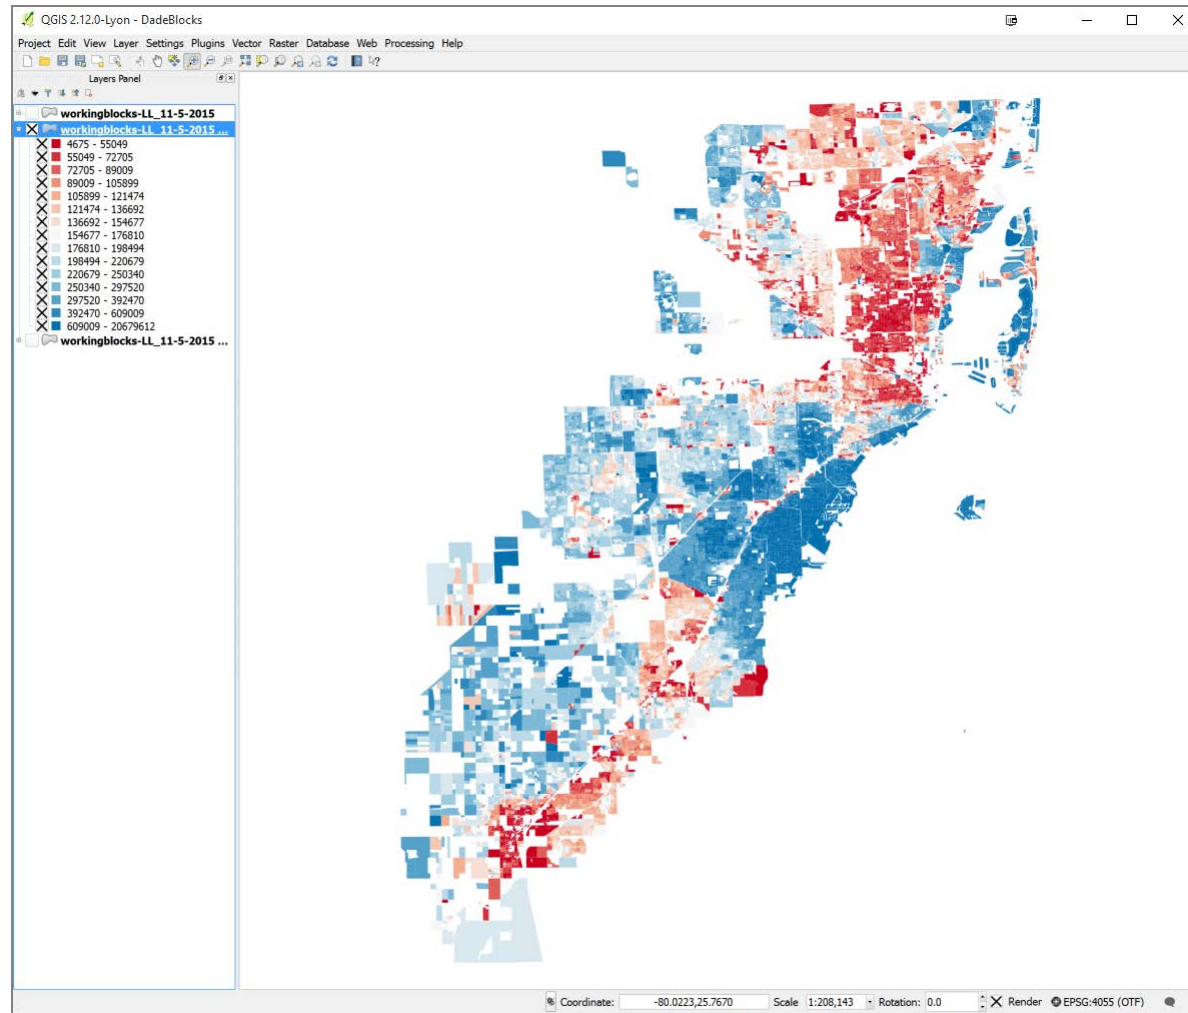 QGIS 2.12.0-Lyon - DadeBlocks
Project Edit View Layer Settings Plugins Vector Raster Database Web Processing Help
Layers Panel
workingblocks-LL_11-5-2015
workingblocks-LL_11-5-2015 ...
4675 - 55049
55049 - 72705
72705 - 89009
89009 - 105899
105899 - 121474
121474 - 136692
136692 - 154677
154677 - 176810
176810 - 198494
198494 - 220679
220679 - 250340
250340 - 297520
297520 - 392470
392470 - 609009
609009 - 20679612
workingblocks-LL_11-5-2015 ...
Coordinate: -80.0223,25.7670 Scale 1:208,143 Rotation: 0.0 Render EPSG:4055 (OTF)